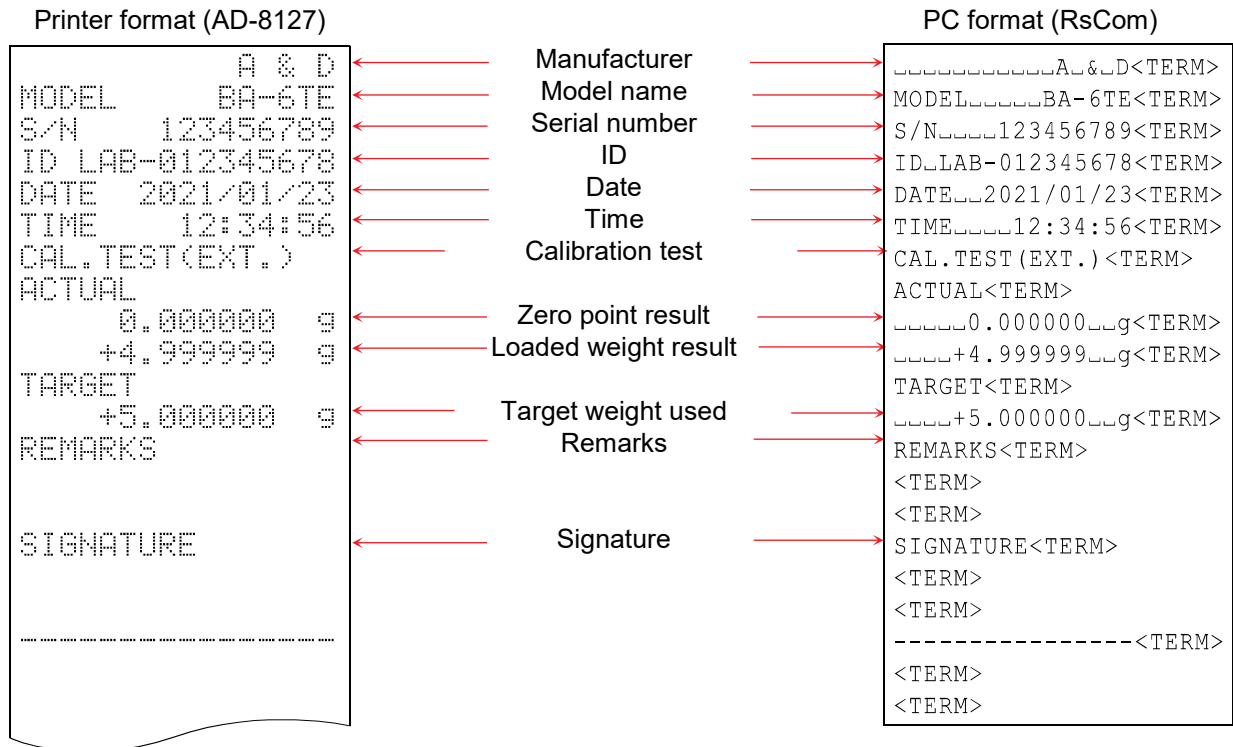 Printer format (AD-8127)
A & D
MODEL BA-6TE
S/N 123456789
ID LAB-012345678
DATE 2021/01/23
TIME 12:34:56
CAL.TEST(EXT.)
ACTUAL
0.000000 g
+4.999999 g
TARGET
+5.000000 g
REMARKS
SIGNATURE
----------------
Manufacturer
Model name
Serial number
ID
Date
Time
Calibration test
Zero point result
Loaded weight result
Target weight used
Remarks
Signature
PC format (RsCom)
␣␣␣␣␣␣␣␣␣␣␣A␣&␣D<TERM>
MODEL␣␣␣␣␣BA-6TE<TERM>
S/N␣␣␣␣123456789<TERM>
ID␣LAB-012345678<TERM>
DATE␣␣2021/01/23<TERM>
TIME␣␣␣␣12:34:56<TERM>
CAL.TEST(EXT.)<TERM>
ACTUAL<TERM>
␣␣␣␣␣0.000000␣␣g<TERM>
␣␣␣␣+4.999999␣␣g<TERM>
TARGET<TERM>
␣␣␣␣+5.000000␣␣g<TERM>
REMARKS<TERM>
<TERM>
<TERM>
SIGNATURE<TERM>
<TERM>
<TERM>
----------------<TERM>
<TERM>
<TERM>